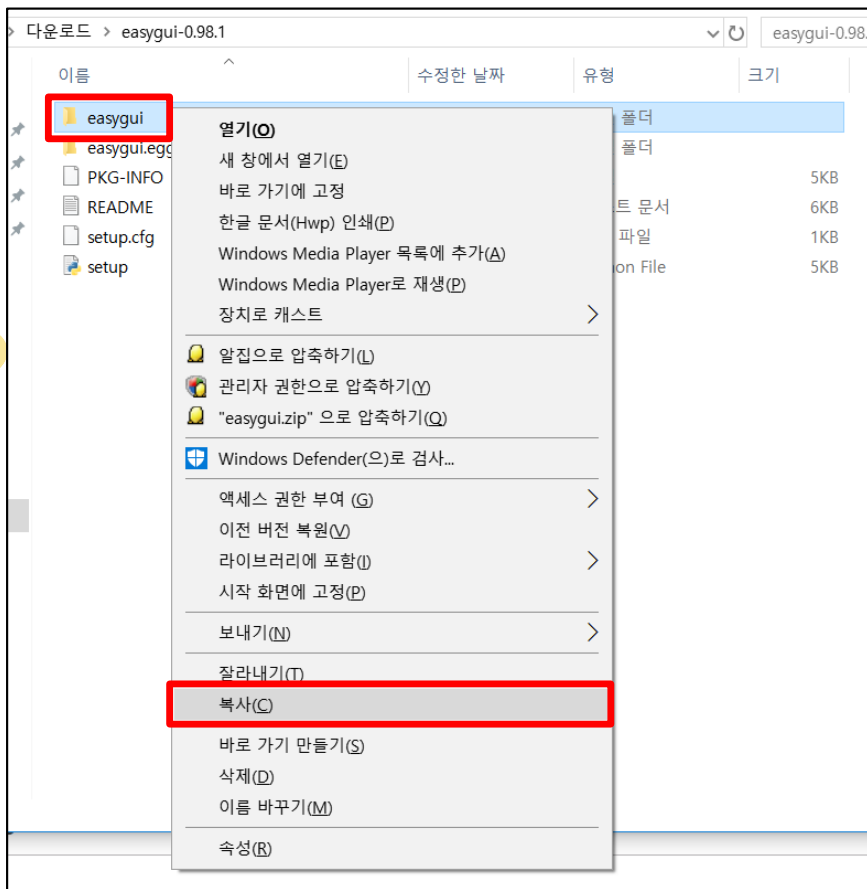 다운로드 > easygui-0.98.1
easygui-0.98.
이름 수정한 날짜 유형 크기
easygui 폴더
easygui.egg 폴더
PKG-INFO 5KB
README 트 문서 6KB
setup.cfg 파일 1KB
setup on File 5KB
열기(O)
새 창에서 열기(E)
바로 가기에 고정
한글 문서(Hwp) 인쇄(P)
Windows Media Player 목록에 추가(A)
Windows Media Player로 재생(P)
장치로 캐스트
알집으로 압축하기(L)
관리자 권한으로 압축하기(Y)
"easygui.zip" 으로 압축하기(Q)
Windows Defender(으)로 검사...
액세스 권한 부여 (G)
이전 버전 복원(V)
라이브러리에 포함(I)
시작 화면에 고정(P)
보내기(N)
잘라내기(T)
복사(C)
바로 가기 만들기(S)
삭제(D)
이름 바꾸기(M)
속성(R)